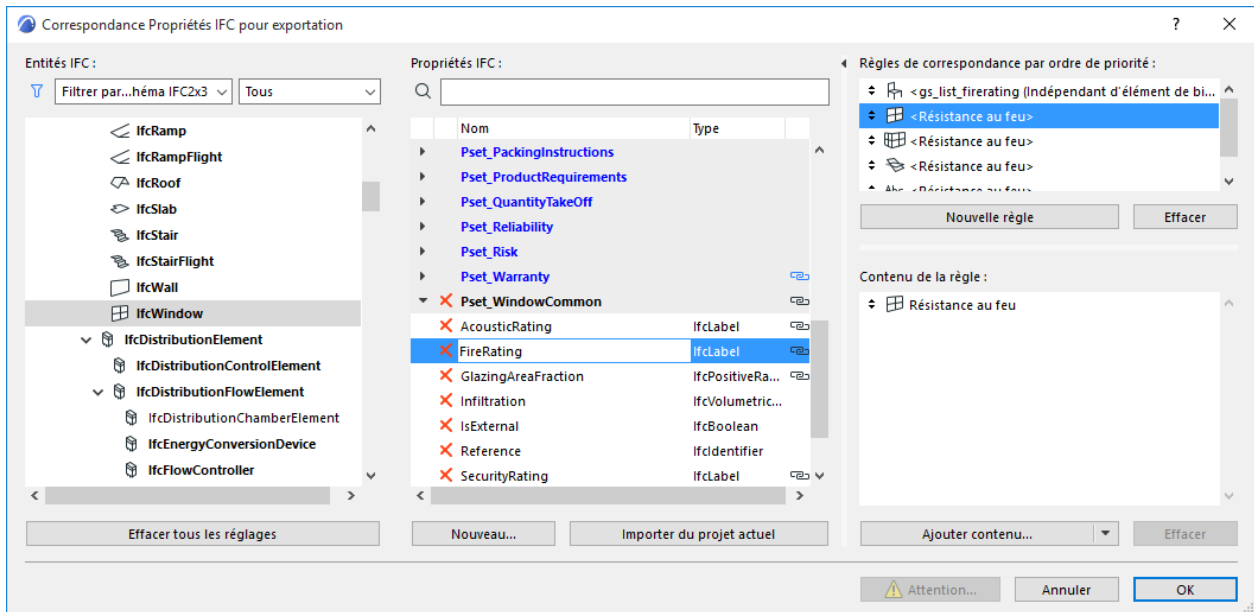 Correspondance Propriétés IFC pour exportation
?
Entités IFC :
Filtrer par...héma IFC2x3
Tous
IfcRamp
IfcRampFlight
IfcRoof
IfcSlab
IfcStair
IfcStairFlight
IfcWall
IfcWindow
IfcDistributionElement
IfcDistributionControlElement
IfcDistributionFlowElement
IfcDistributionChamberElement
IfcEnergyConversionDevice
IfcFlowController
Effacer tous les réglages
Propriétés IFC :
Nom Type
Pset_PackingInstructions
Pset_ProductRequirements
Pset_QuantityTakeOff
Pset_Reliability
Pset_Risk
Pset_Warranty
Pset_WindowCommon
AcousticRating IfcLabel
FireRating IfcLabel
GlazingAreaFraction IfcPositiveRa...
Infiltration IfcVolumetric...
IsExternal IfcBoolean
Reference IfcIdentifier
SecurityRating IfcLabel
Nouveau...
Importer du projet actuel
Règles de correspondance par ordre de priorité :
<gs_list_firerating (Indépendant d'élément de bi...
<Résistance au feu>
<Résistance au feu>
<Résistance au feu>
Abc <Résistance au feu>
Nouvelle règle
Effacer
Contenu de la règle :
Résistance au feu
Ajouter contenu...
Effacer
Attention...
Annuler
OK